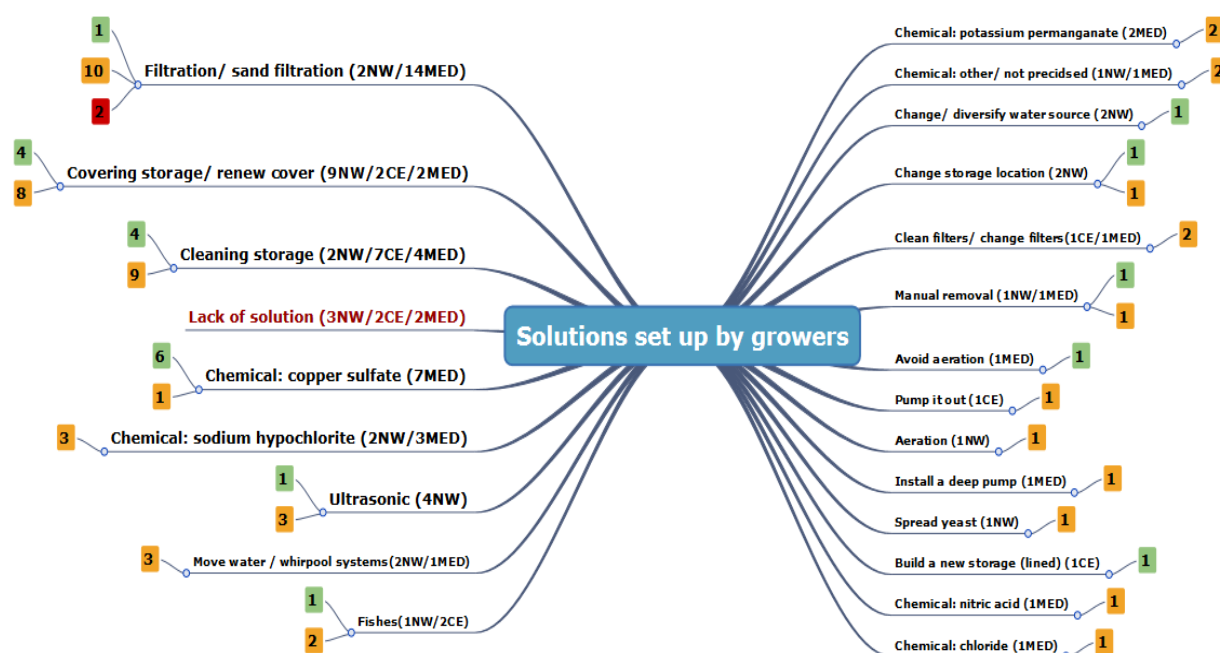 Solutions set up by growers
1
10
2
Filtration/ sand filtration (2NW/14MED)
4
8
Covering storage/ renew cover (9NW/2CE/2MED)
4
9
Cleaning storage (2NW/7CE/4MED)
Lack of solution (3NW/2CE/2MED)
6
1
Chemical: copper sulfate (7MED)
3
Chemical: sodium hypochlorite (2NW/3MED)
1
3
Ultrasonic (4NW)
3
Move water / whirpool systems(2NW/1MED)
1
2
Fishes(1NW/2CE)
Chemical: potassium permanganate (2MED)
2
Chemical: other/ not precidsed (1NW/1MED)
2
Change/ diversify water source (2NW)
1
Change storage location (2NW)
1
1
Clean filters/ change filters(1CE/1MED)
2
Manual removal (1NW/1MED)
1
1
Avoid aeration (1MED)
1
Pump it out (1CE)
1
Aeration (1NW)
1
Install a deep pump (1MED)
1
Spread yeast (1NW)
1
Build a new storage (lined) (1CE)
1
Chemical: nitric acid (1MED)
1
Chemical: chloride (1MED)
1